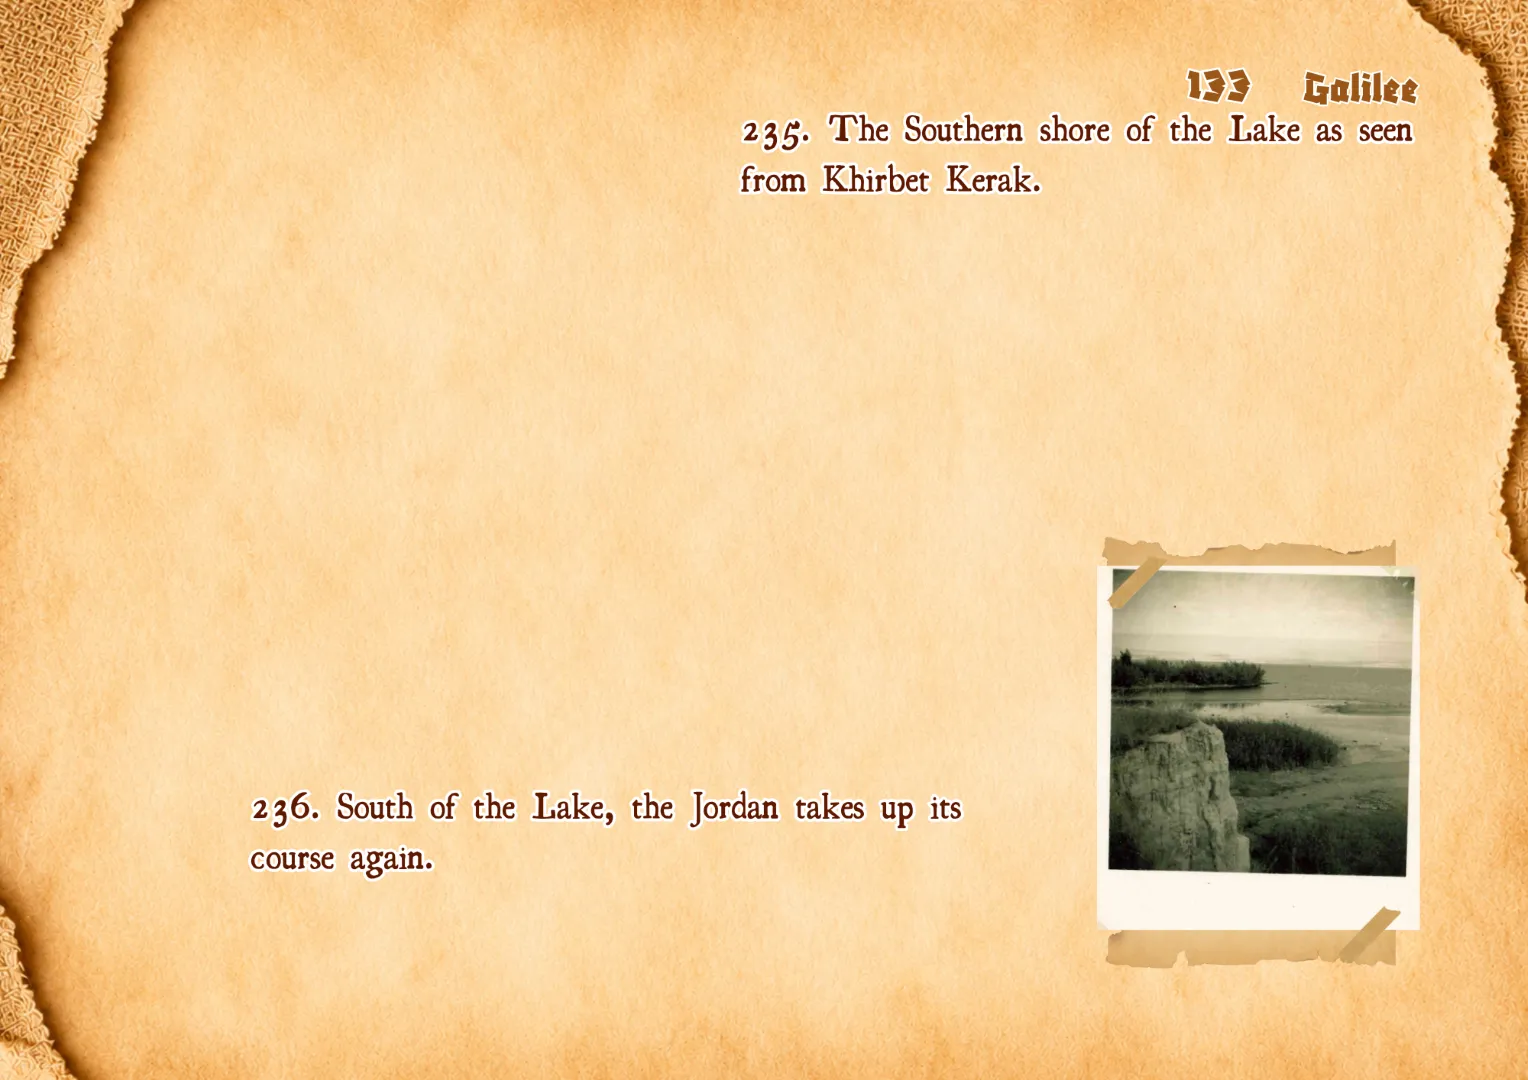 133 Galilee
235. The Southern shore of the Lake as seen
from Khirbet Kerak.
236. South of the Lake, the Jordan takes up its
course again.